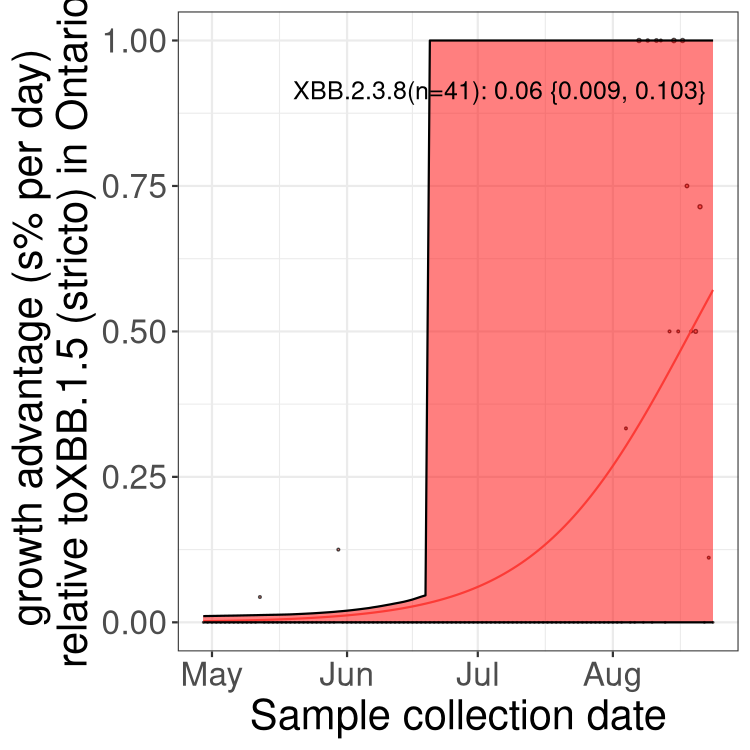 growth advantage (s% per day)
relative toXBB.1.5 (stricto) in Ontario
1.00
XBB.2.3.8(n=41): 0.06 {0.009, 0.103}
0.75
0.50
0.25
0.00
May Jun Jul Aug
Sample collection date